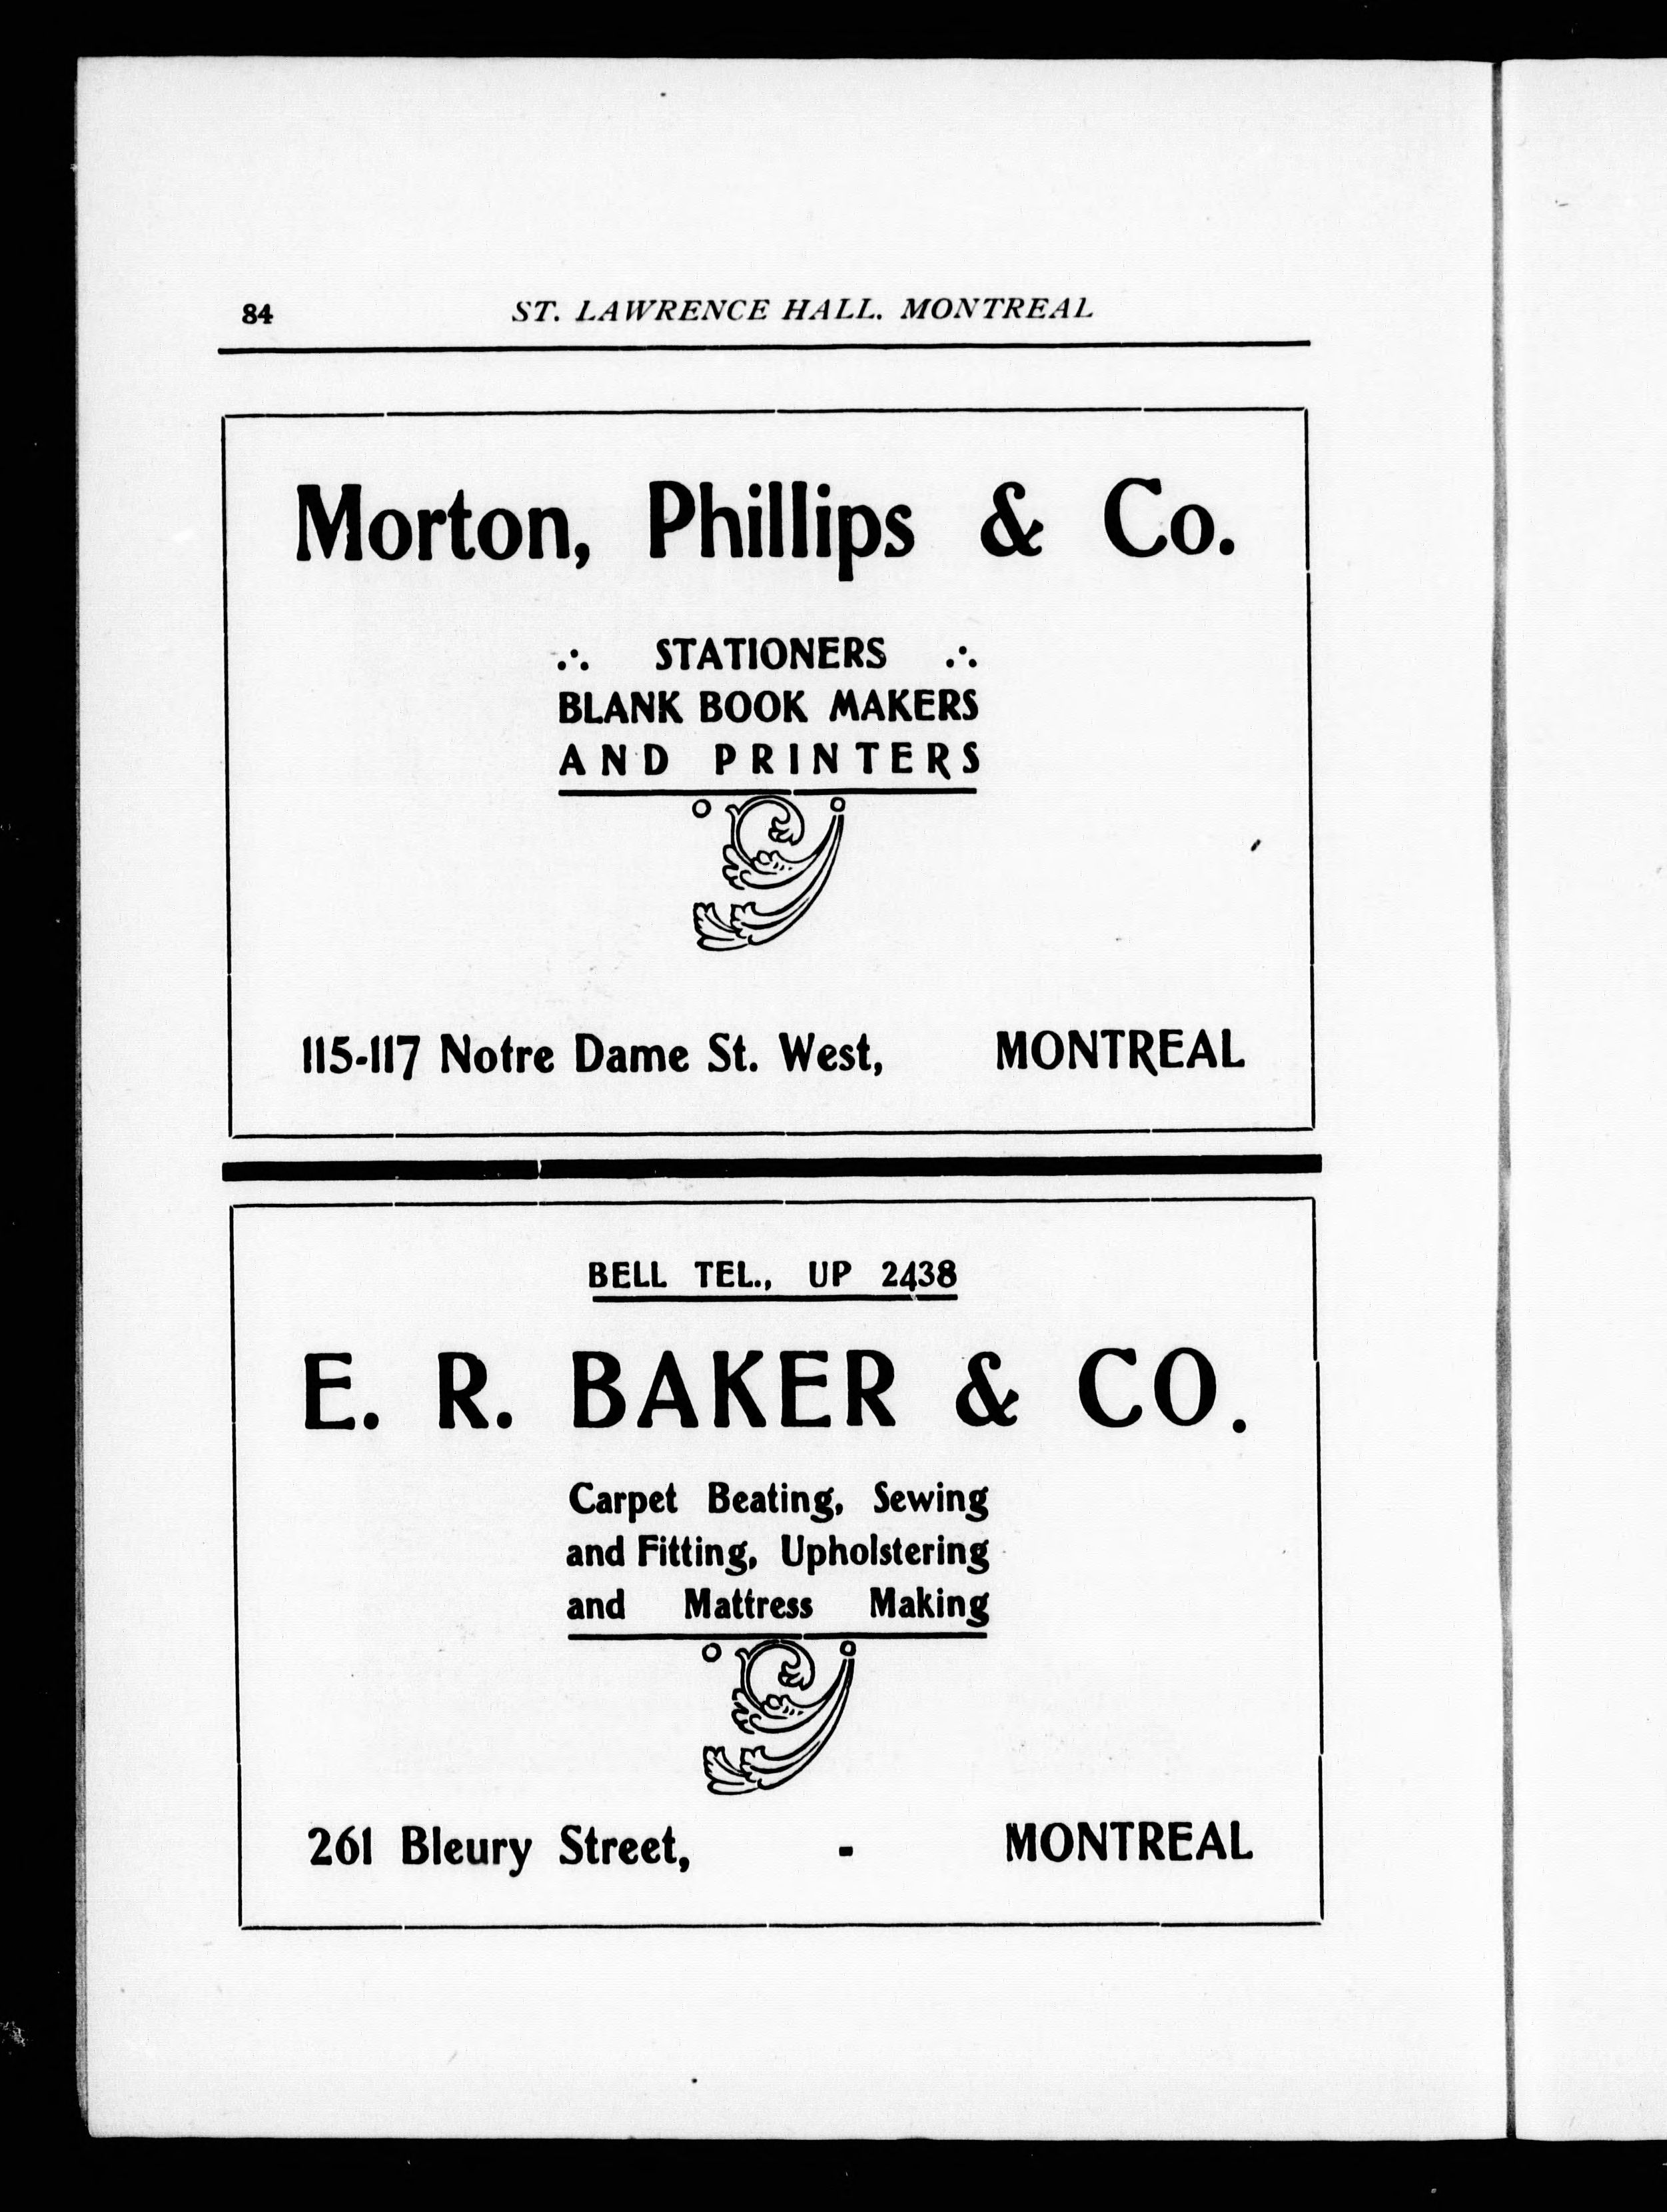 84 ST. LAWRENCE HALL. MONTREAL
Morton, Phillips & Co.
∴ STATIONERS ∴
BLANK BOOK MAKERS
AND PRINTERS
115-117 Notre Dame St. West, MONTREAL
BELL TEL., UP 2438
E. R. BAKER & CO.
Carpet Beating, Sewing
and Fitting, Upholstering
and Mattress Making
261 Bleury Street, - MONTREAL